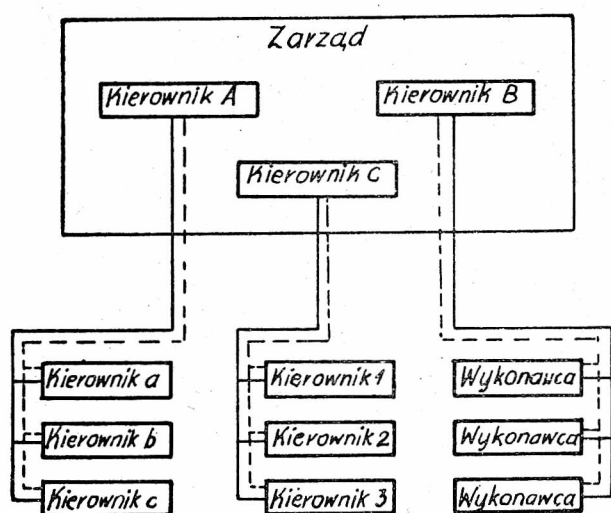 Zarząd
Kierownik A
Kierownik B
Kierownik C
Kierownik a
Kierownik 1
Wykonawca
Kierownik b
Kierownik 2
Wykonawca
Kierownik c
Kierownik 3
Wykonawca